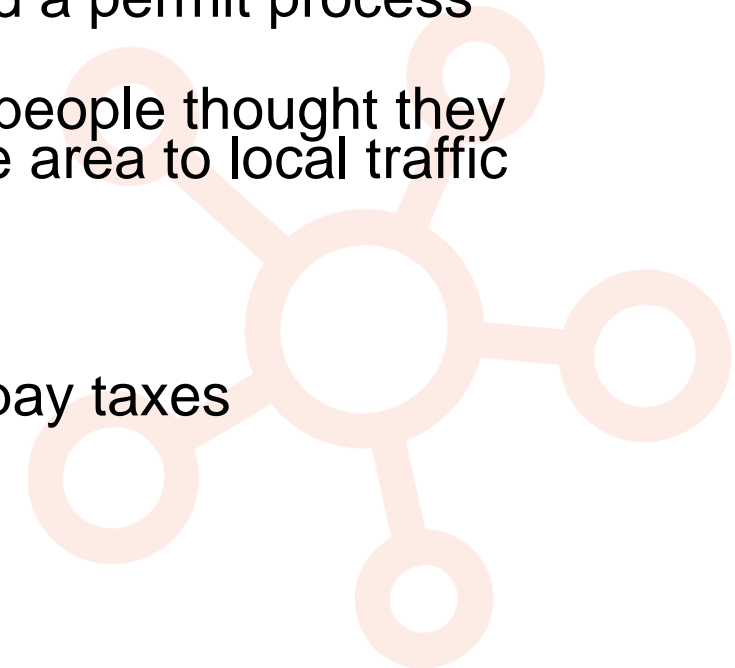 d a permit process
people thought they
e area to local traffic
pay taxes